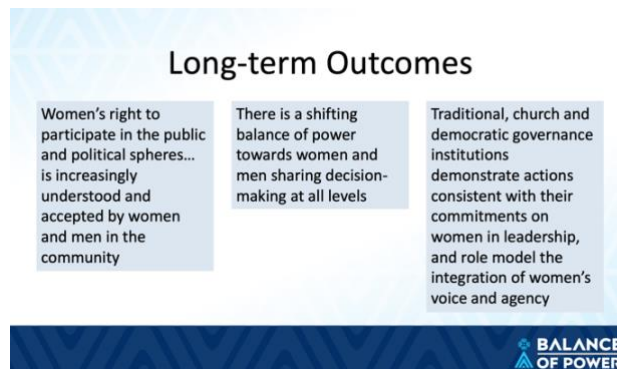 Long-term Outcomes
Women's right to
participate in the public
and political spheres...
is increasingly
understood and
accepted by women
and men in the
community
There is a shifting
balance of power
towards women and
men sharing decision-
making at all levels
Traditional, church and
democratic governance
institutions
demonstrate actions
consistent with their
commitments on
women in leadership,
and role model the
integration of women's
voice and agency
BALANCE
OF POWER